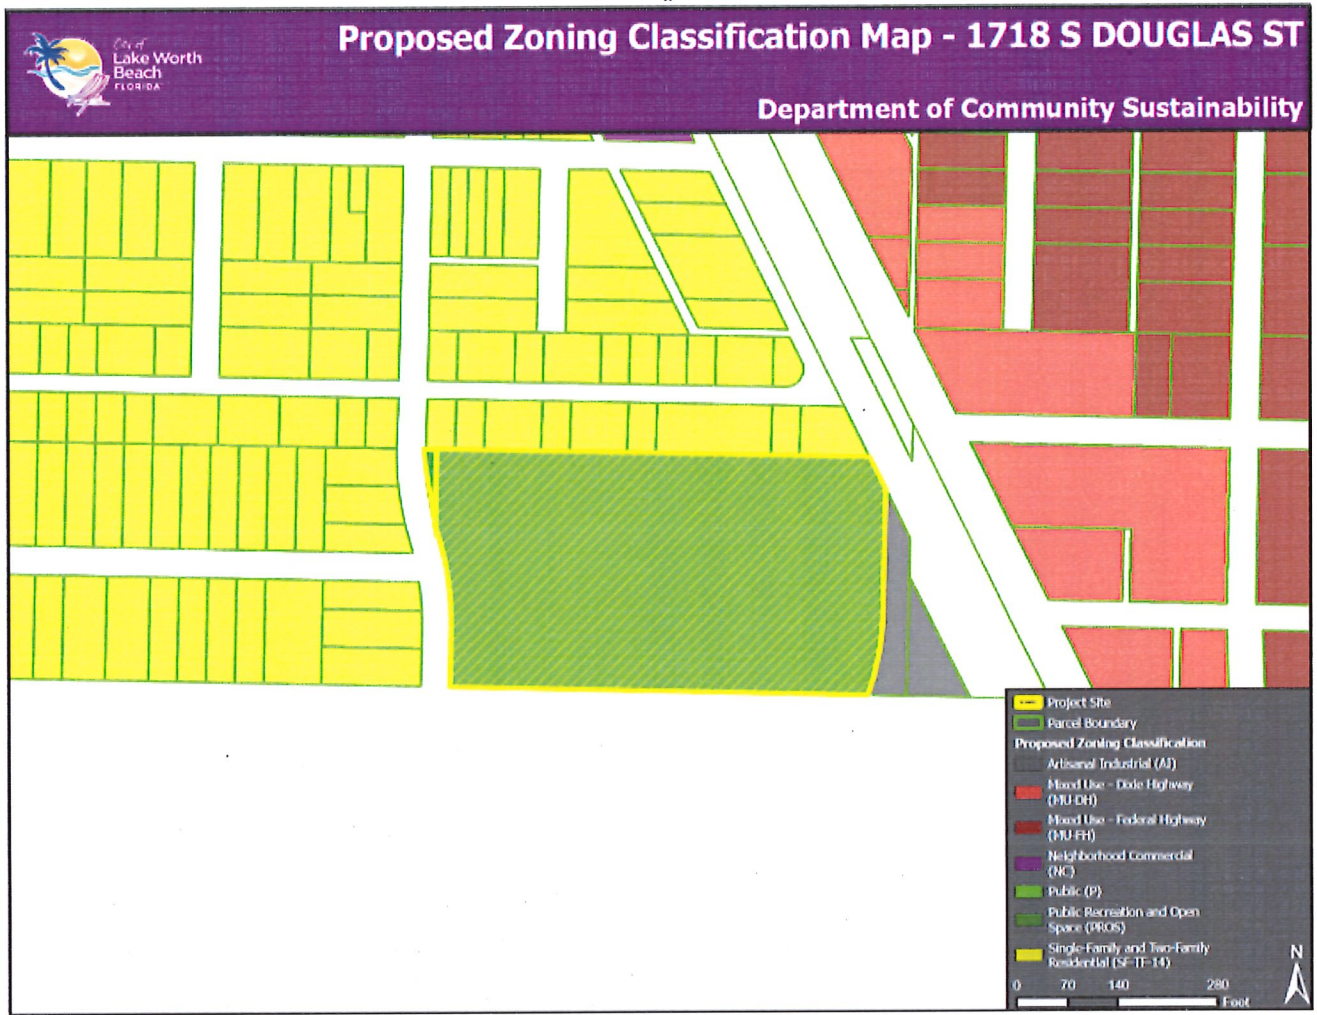 Proposed Zoning Classification Map - 1718 S DOUGLAS ST
City of
Lake Worth
Beach
FLORIDA
Department of Community Sustainability
Project Site
Parcel Boundary
Proposed Zoning Classification
Artisanal Industrial (AI)
Mixed Use - Dixie Highway
(MU-DH)
Mixed Use - Federal Highway
(MU-FH)
Neighborhood Commercial
(NC)
Public (P)
Public Recreation and Open
Space (PROS)
Single-Family and Two-Family
Residential (SF-TF-14)
N
0 70 140 280
Feet